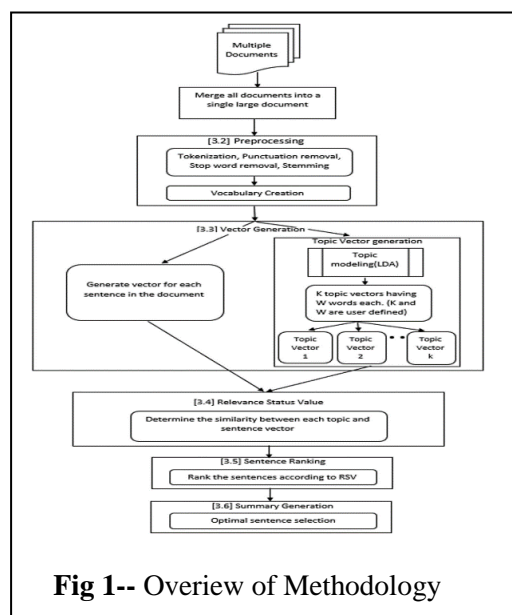 Multiple
Documents
Merge all documents into a
single large document
[3.2] Preprocessing
Tokenization, Punctuation removal,
Stop word removal, Stemming
Vocabulary Creation
[3.3] Vector Generation
Generate vector for each
sentence in the document
Topic Vector generation
Topic
modeling(LDA)
K topic vectors having
W words each. (K and
W are user defined)
Topic
Vector
1
Topic
Vector
2
Topic
Vector
k
[3.4] Relevance Status Value
Determine the similarity between each topic and
sentence vector
[3.5] Sentence Ranking
Rank the sentences according to RSV
[3.6] Summary Generation
Optimal sentence selection
Fig 1-- Overiew of Methodology